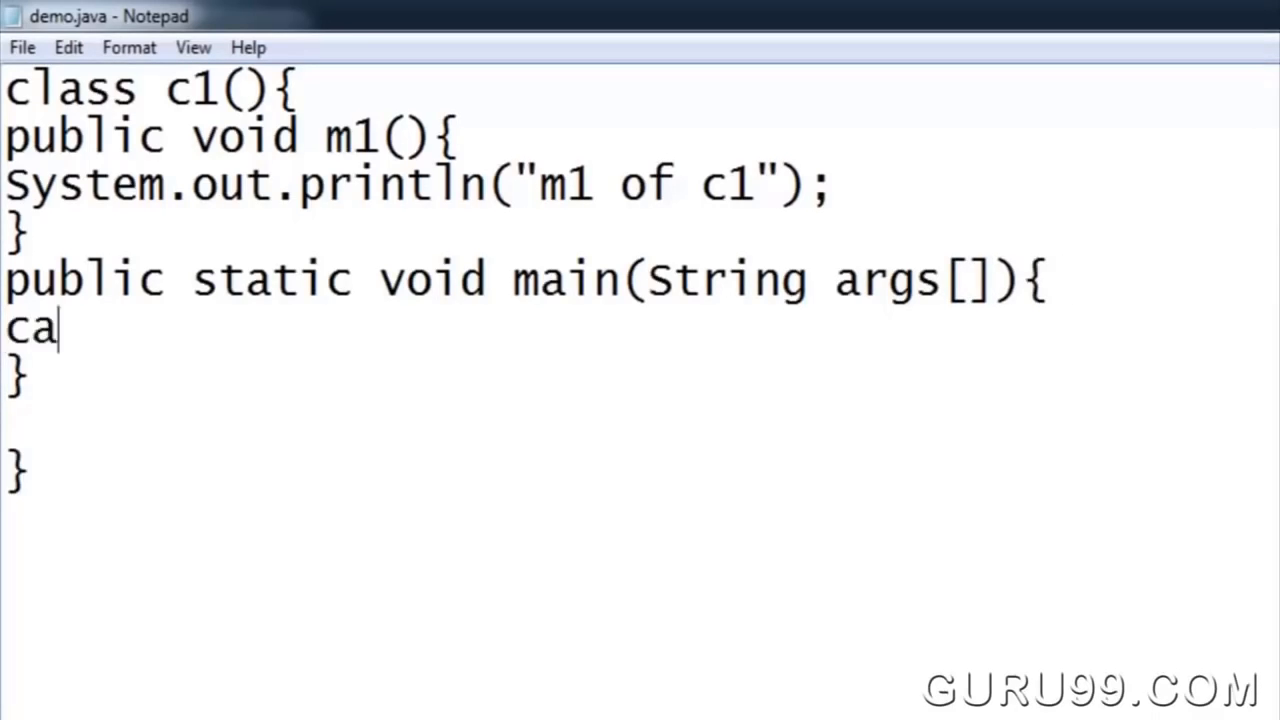 demo.java - Notepad
File Edit Format View Help
class c1(){
public void m1(){
System.out.println("m1 of c1");
}
public static void main(String args[]){
ca
}
}
GURU99.COM